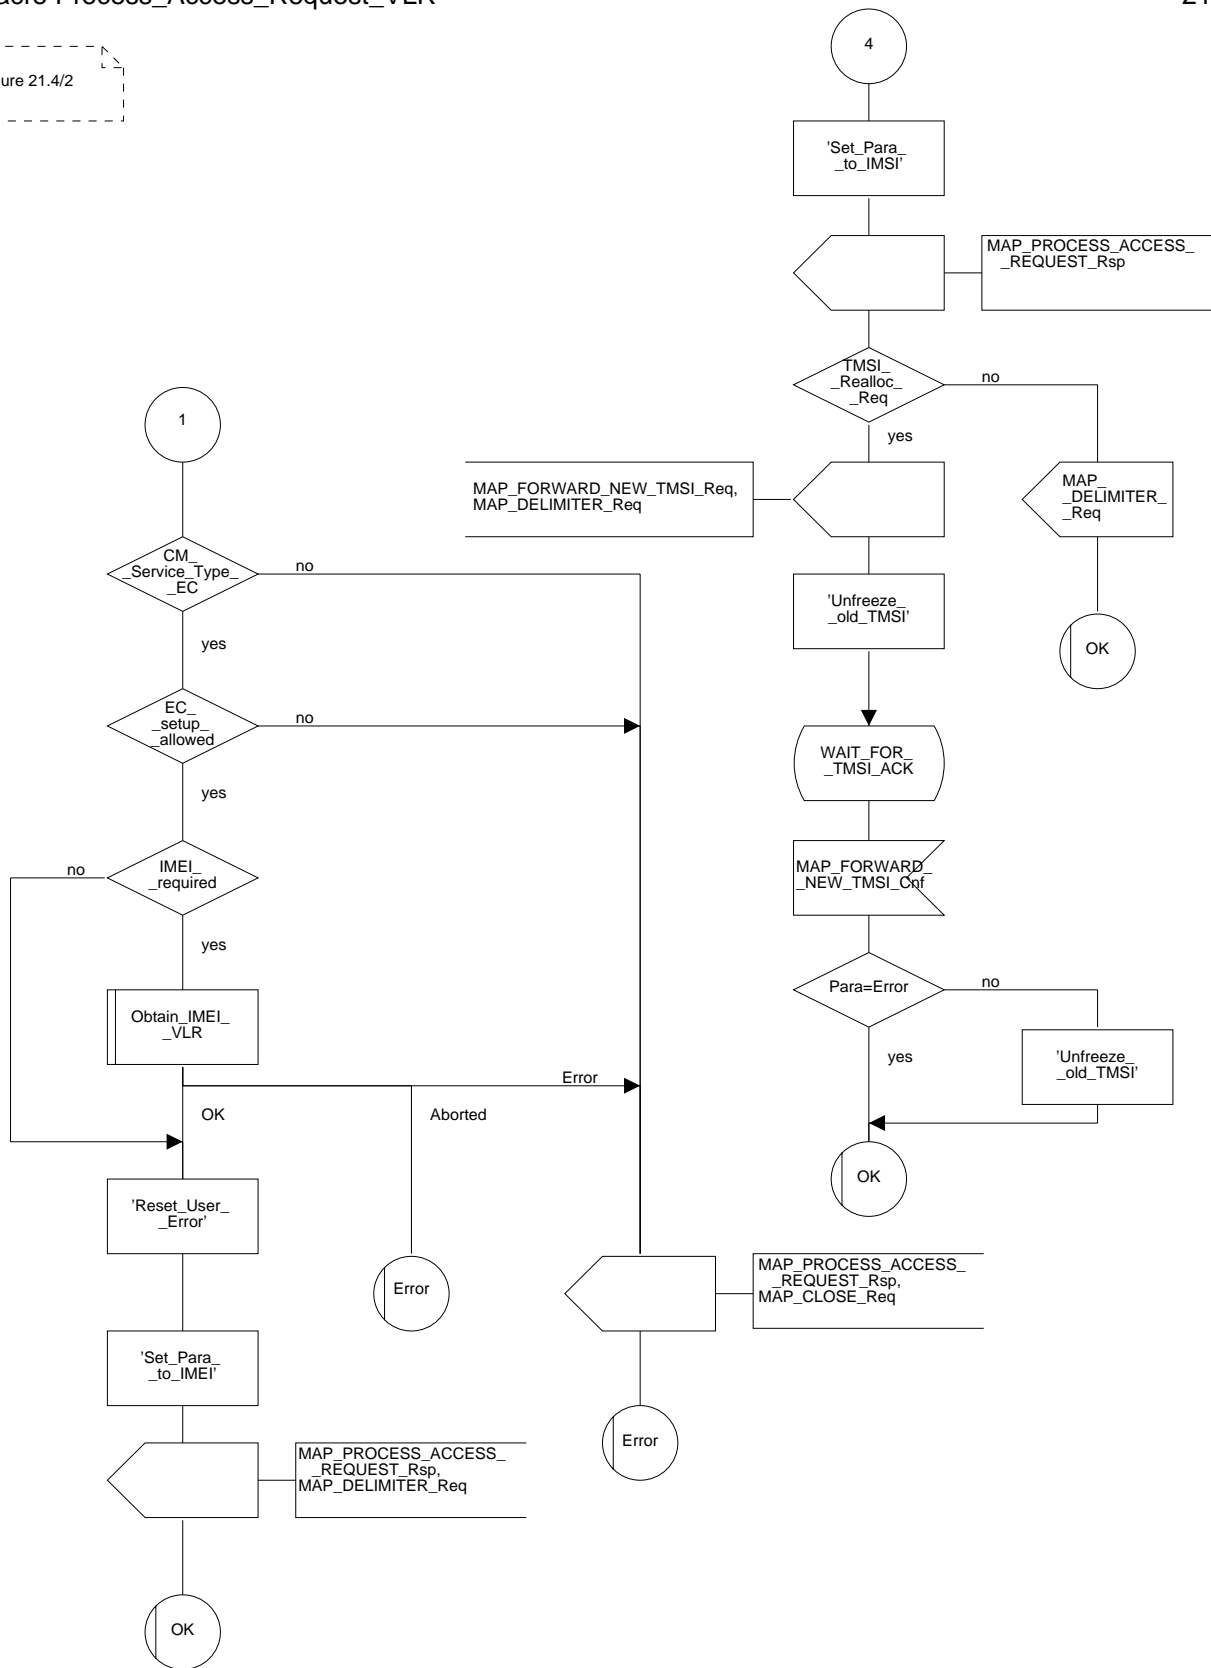 Process_Access_Request_VLR
21
ure 21.4/2
4
'Set_Para_
_to_IMSI'
MAP_PROCESS_ACCESS_
_REQUEST_Rsp
TMSI_
_Realloc_
_Req
no
yes
1
MAP_FORWARD_NEW_TMSI_Req,
MAP_DELIMITER_Req
MAP_
_DELIMITER_
_Req
CM_
_Service_Type_
_EC
no
yes
'Unfreeze_
_old_TMSI'
OK
EC_
_setup_
_allowed
no
yes
WAIT_FOR_
_TMSI_ACK
IMEI_
_required
no
yes
MAP_FORWARD_
_NEW_TMSI_Cnf
Para=Error
no
yes
Obtain_IMEI_
_VLR
Error
OK
Aborted
'Unfreeze_
_old_TMSI'
OK
'Reset_User_
_Error'
Error
MAP_PROCESS_ACCESS_
_REQUEST_Rsp,
MAP_CLOSE_Req
'Set_Para_
_to_IMEI'
Error
MAP_PROCESS_ACCESS_
_REQUEST_Rsp,
MAP_DELIMITER_Req
OK